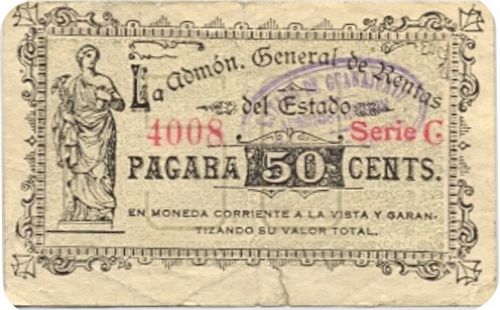 La Admón. General de Rentas
del Estado
4008 Serie C
PAGARA 50 CENTS.
EN MONEDA CORRIENTE A LA VISTA Y GARAN-
TIZANDO SU VALOR TOTAL.